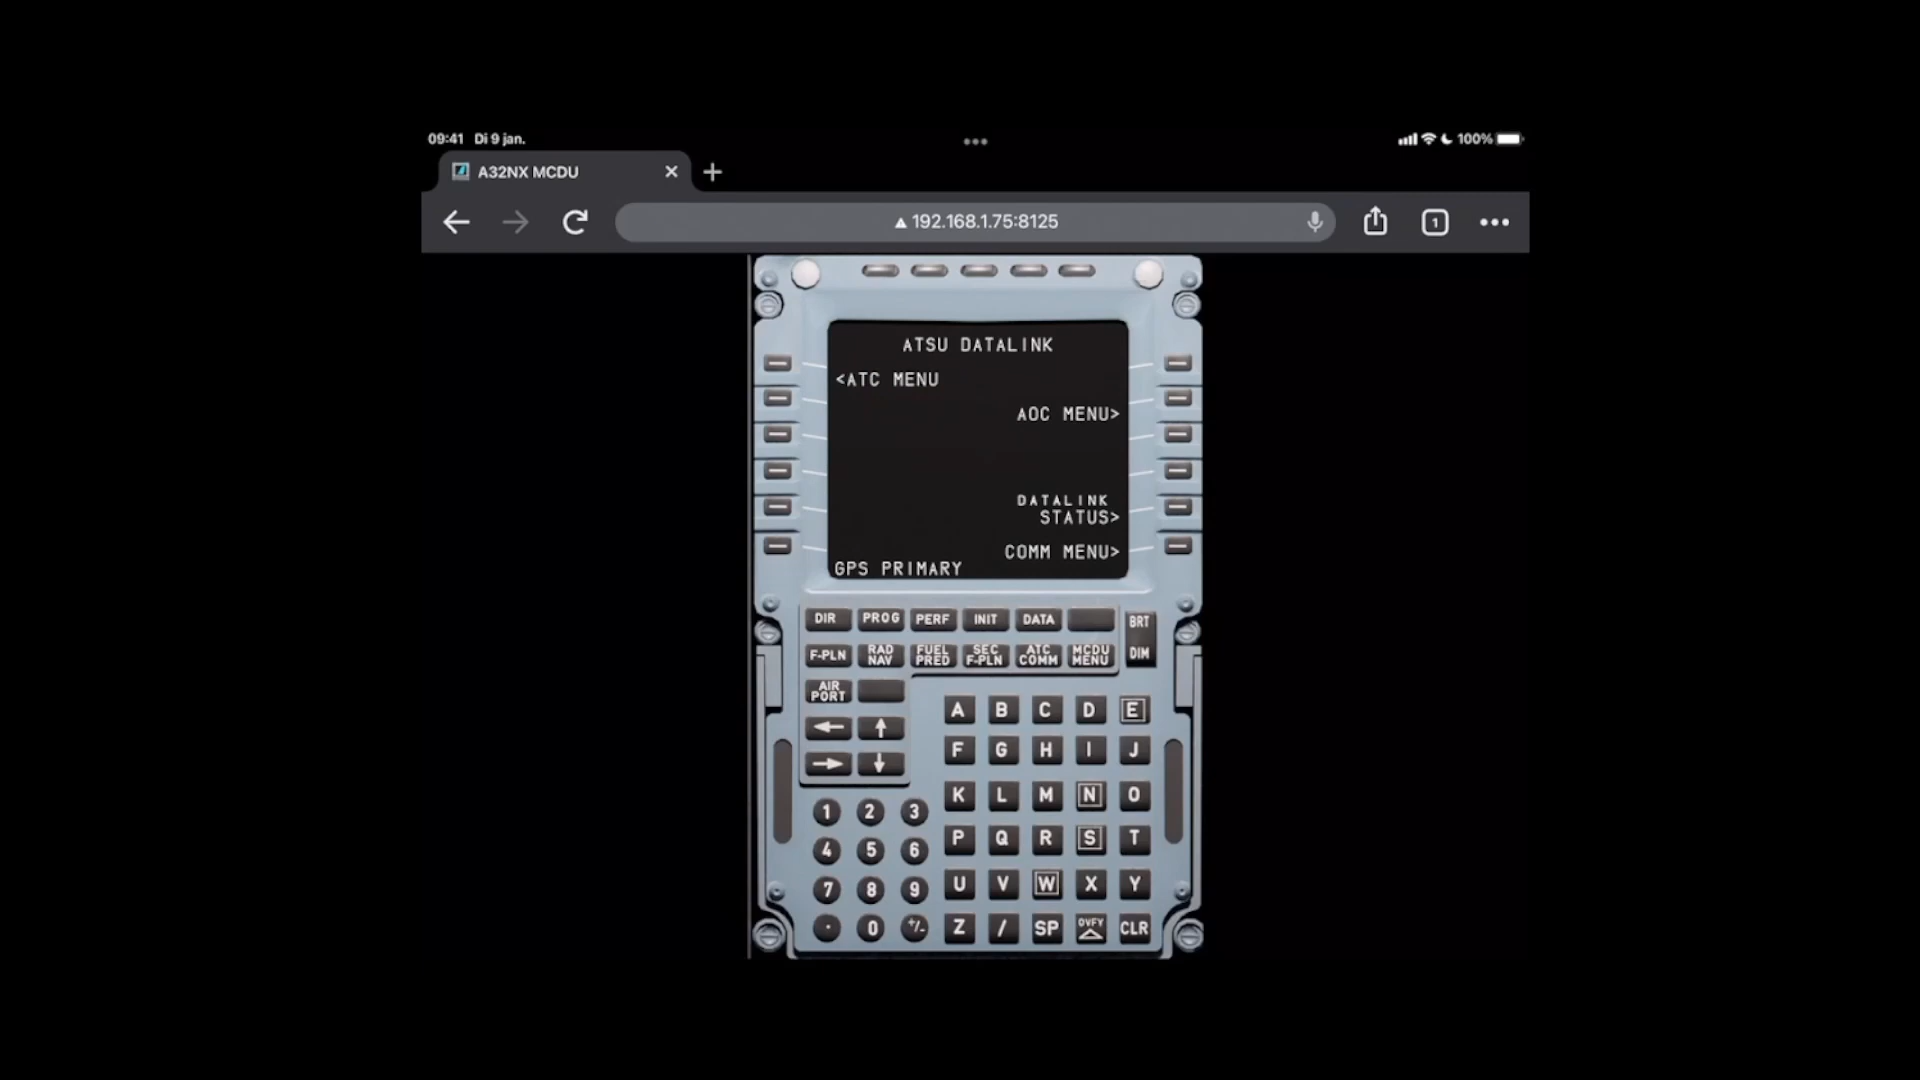 09:41 Di 9 jan.
100%
A32NX MCDU
192.168.1.75:8125
1
ATSU DATALINK
<ATC MENU
AOC MENU>
DATALINK
STATUS>
COMM MENU>
GPS PRIMARY
DIR PROG PERF INIT DATA
BRT
DIM
F-PLN RAD NAV FUEL PRED SEC F-PLN ATC COMM MCDU MENU
AIR PORT
A B C D E
F G H I J
K L M N O
P Q R S T
U V W X Y
Z / SP OVFY CLR
1 2 3
4 5 6
7 8 9
. 0 +/-